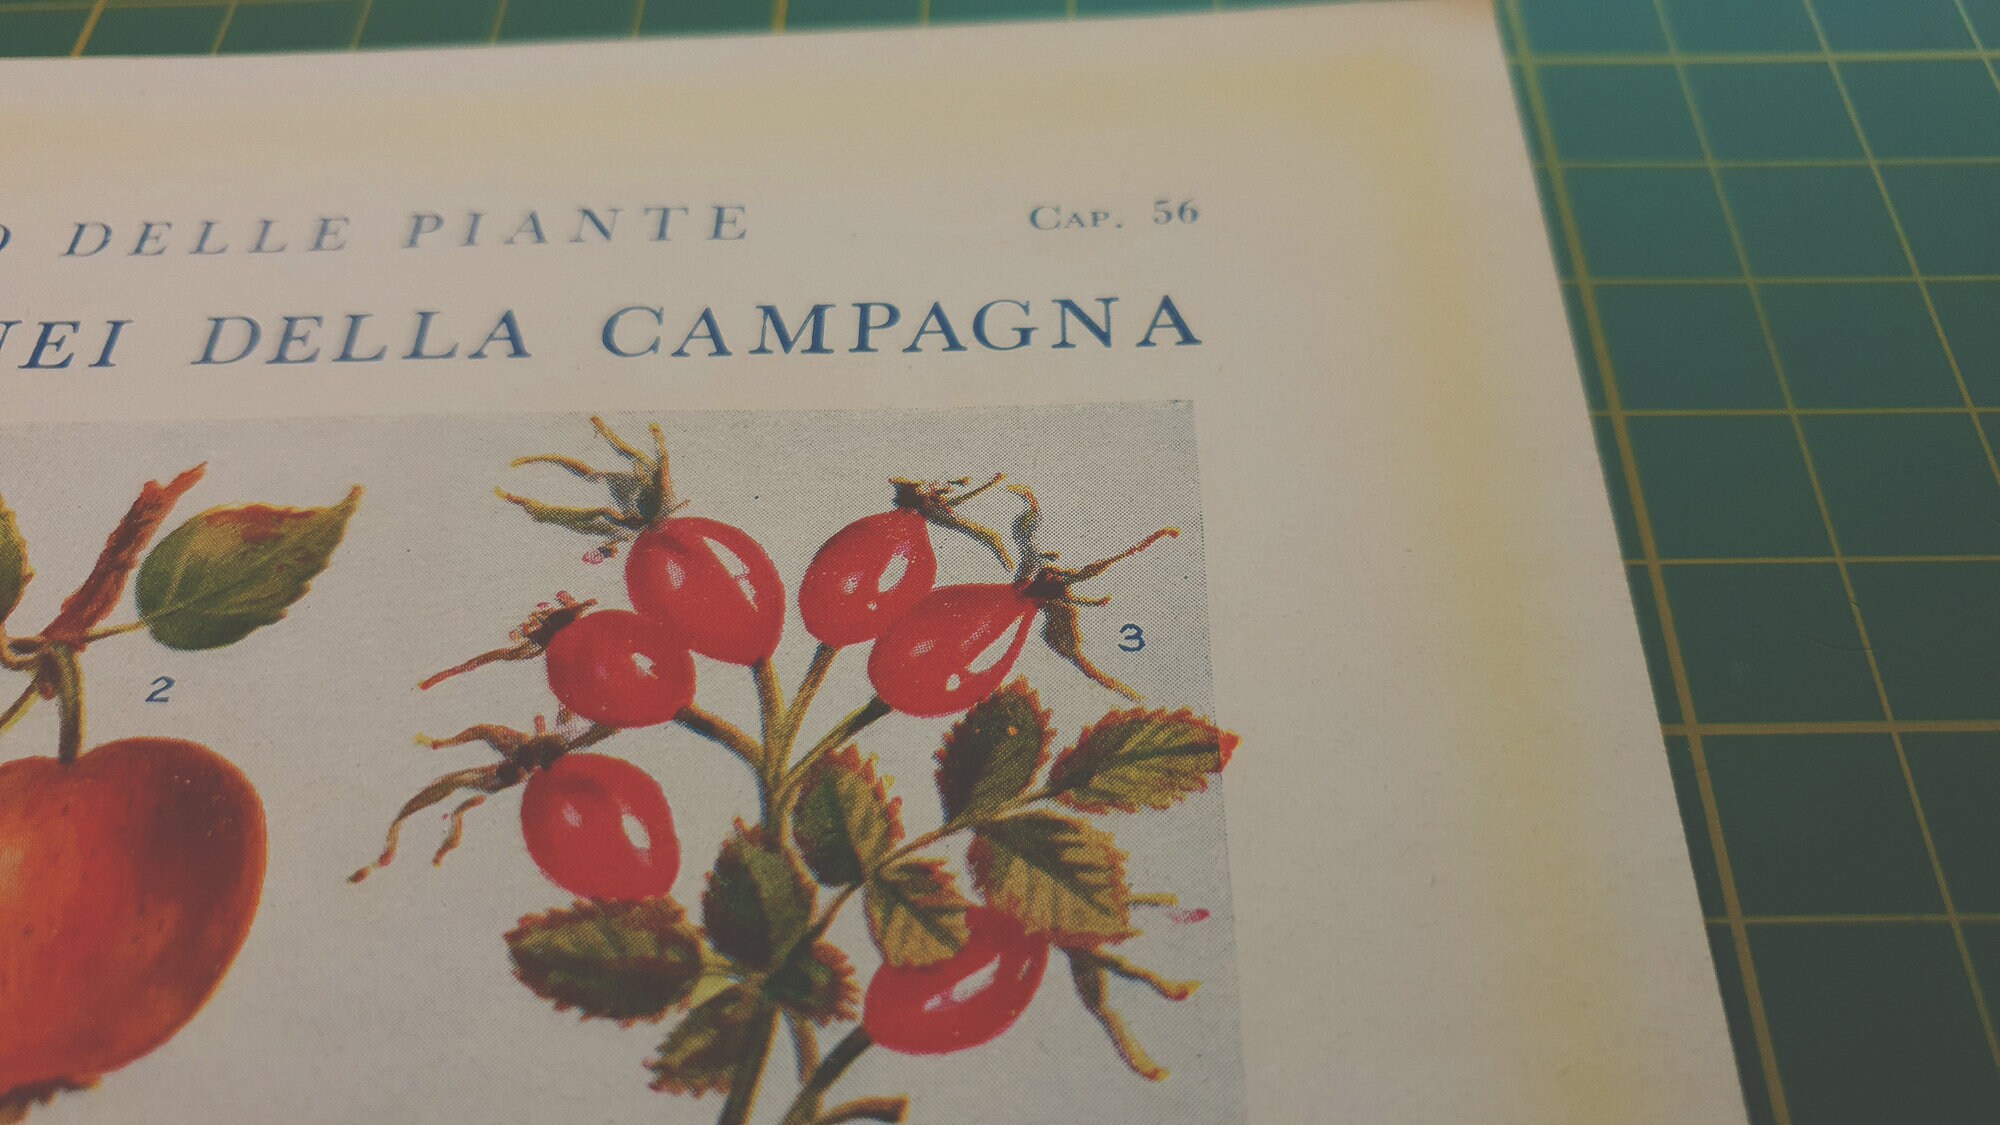 DELLE PIANTE Cap. 56
DELLA CAMPAGNA
2
3